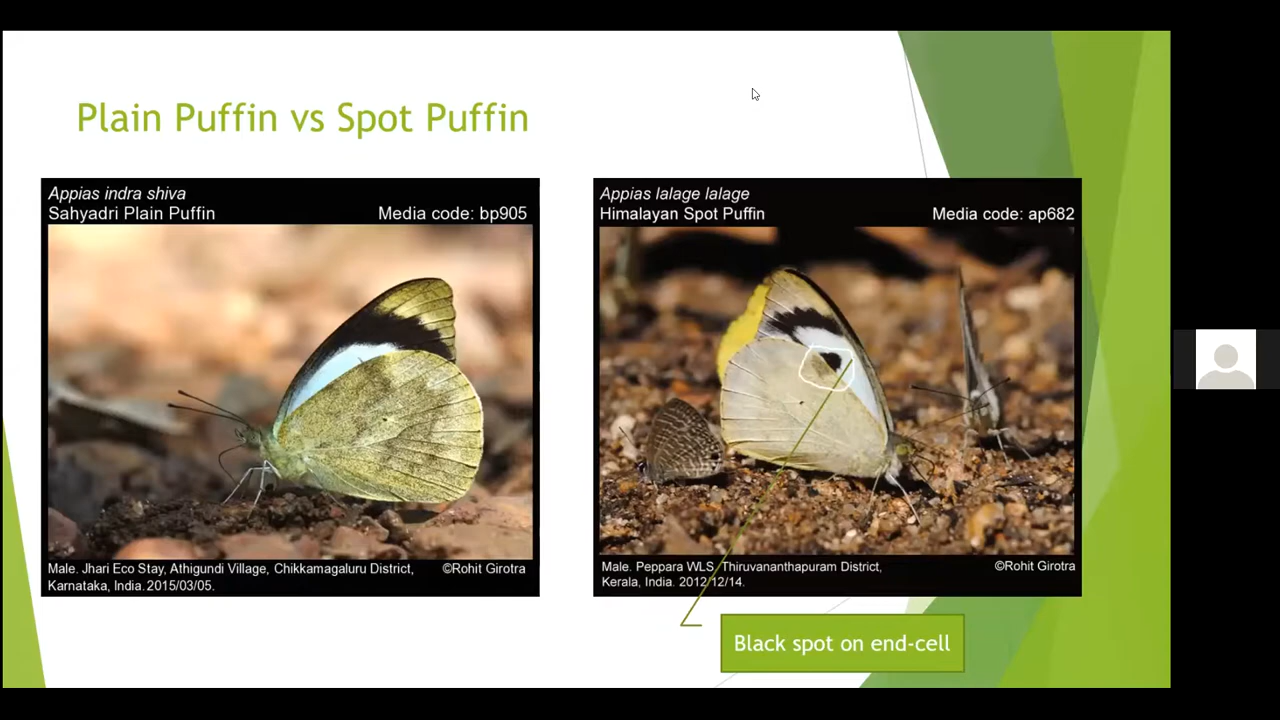 Plain Puffin vs Spot Puffin
Appias indra shiva
Sahyadri Plain Puffin
Media code: bp905
Male. Jhari Eco Stay, Athigundi Village, Chikkamagaluru District,
Karnataka, India. 2015/03/05.
©Rohit Girotra
Appias lalage lalage
Himalayan Spot Puffin
Media code: ap682
Male. Peppara WLS, Thiruvananthapuram District,
Kerala, India. 2012/12/14.
©Rohit Girotra
Black spot on end-cell